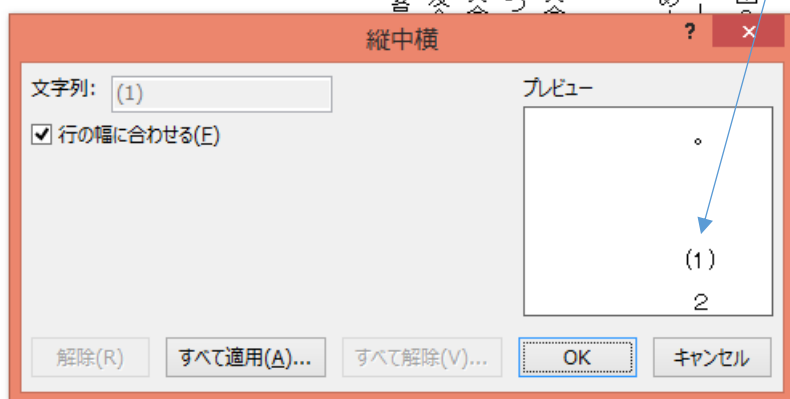 縦中横
?
×
文字列:
(1)
プレビュー
行の幅に合わせる(F)
。
(1)
2
解除(R)
すべて適用(A)...
すべて解除(V)...
OK
キャンセル